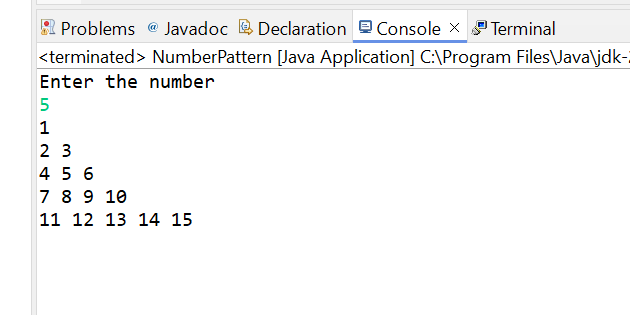 Problems @ Javadoc Declaration Console Terminal
<terminated> NumberPattern [Java Application] C:\Program Files\Java\jdk-
Enter the number
5
1
2 3
4 5 6
7 8 9 10
11 12 13 14 15